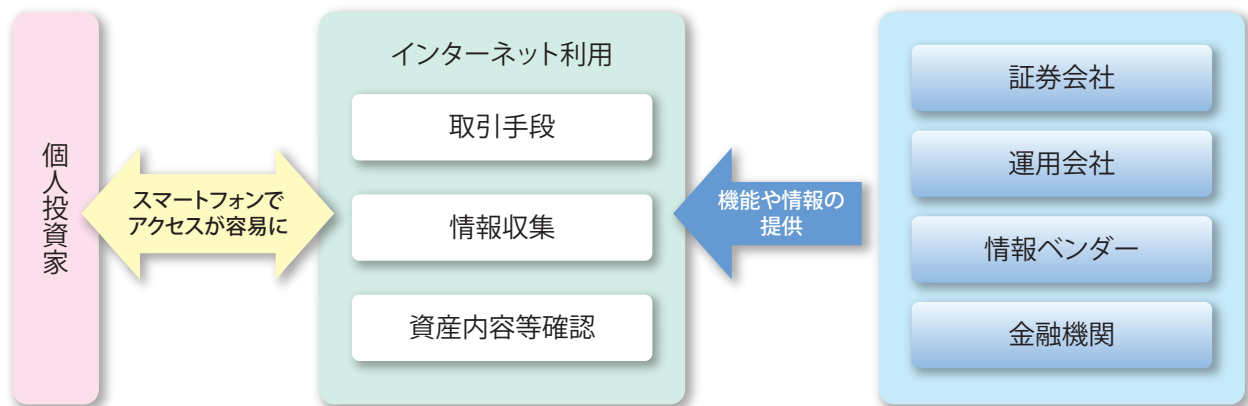 個人投資家
スマートフォンで
アクセスが容易に
インターネット利用
取引手段
情報収集
資産内容等確認
機能や情報の
提供
証券会社
運用会社
情報ベンダー
金融機関